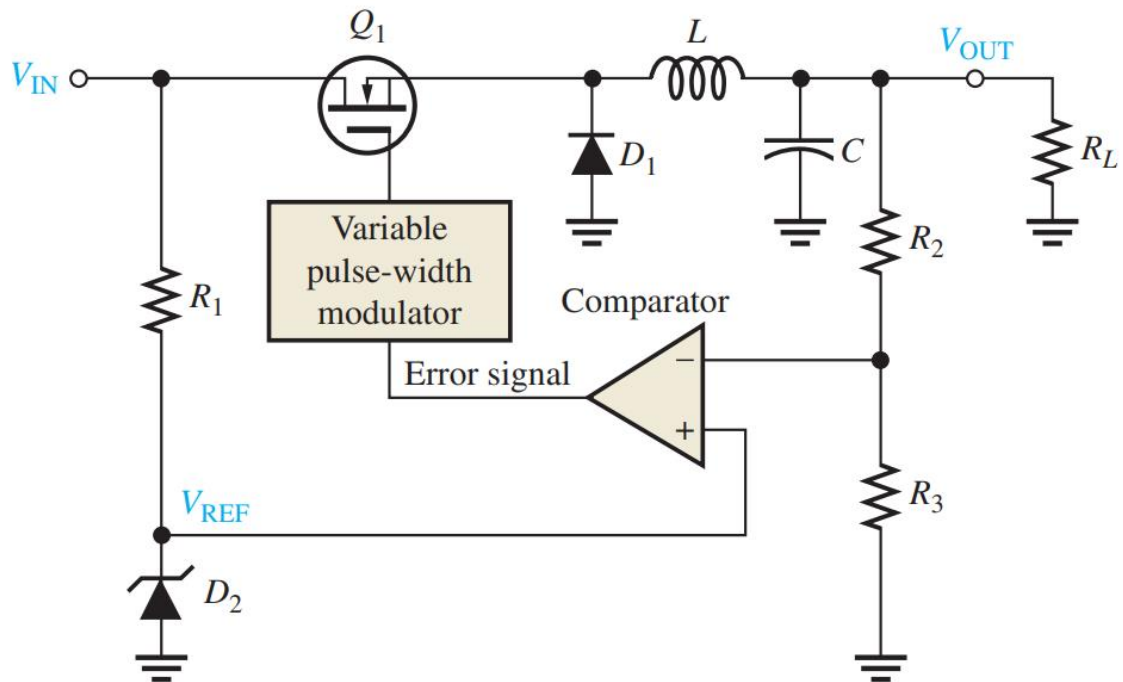 Q1
L
VOUT
VIN
D1
C
RL
Variable
pulse-width
modulator
R2
R1
Comparator
−
Error signal
+
VREF
R3
D2